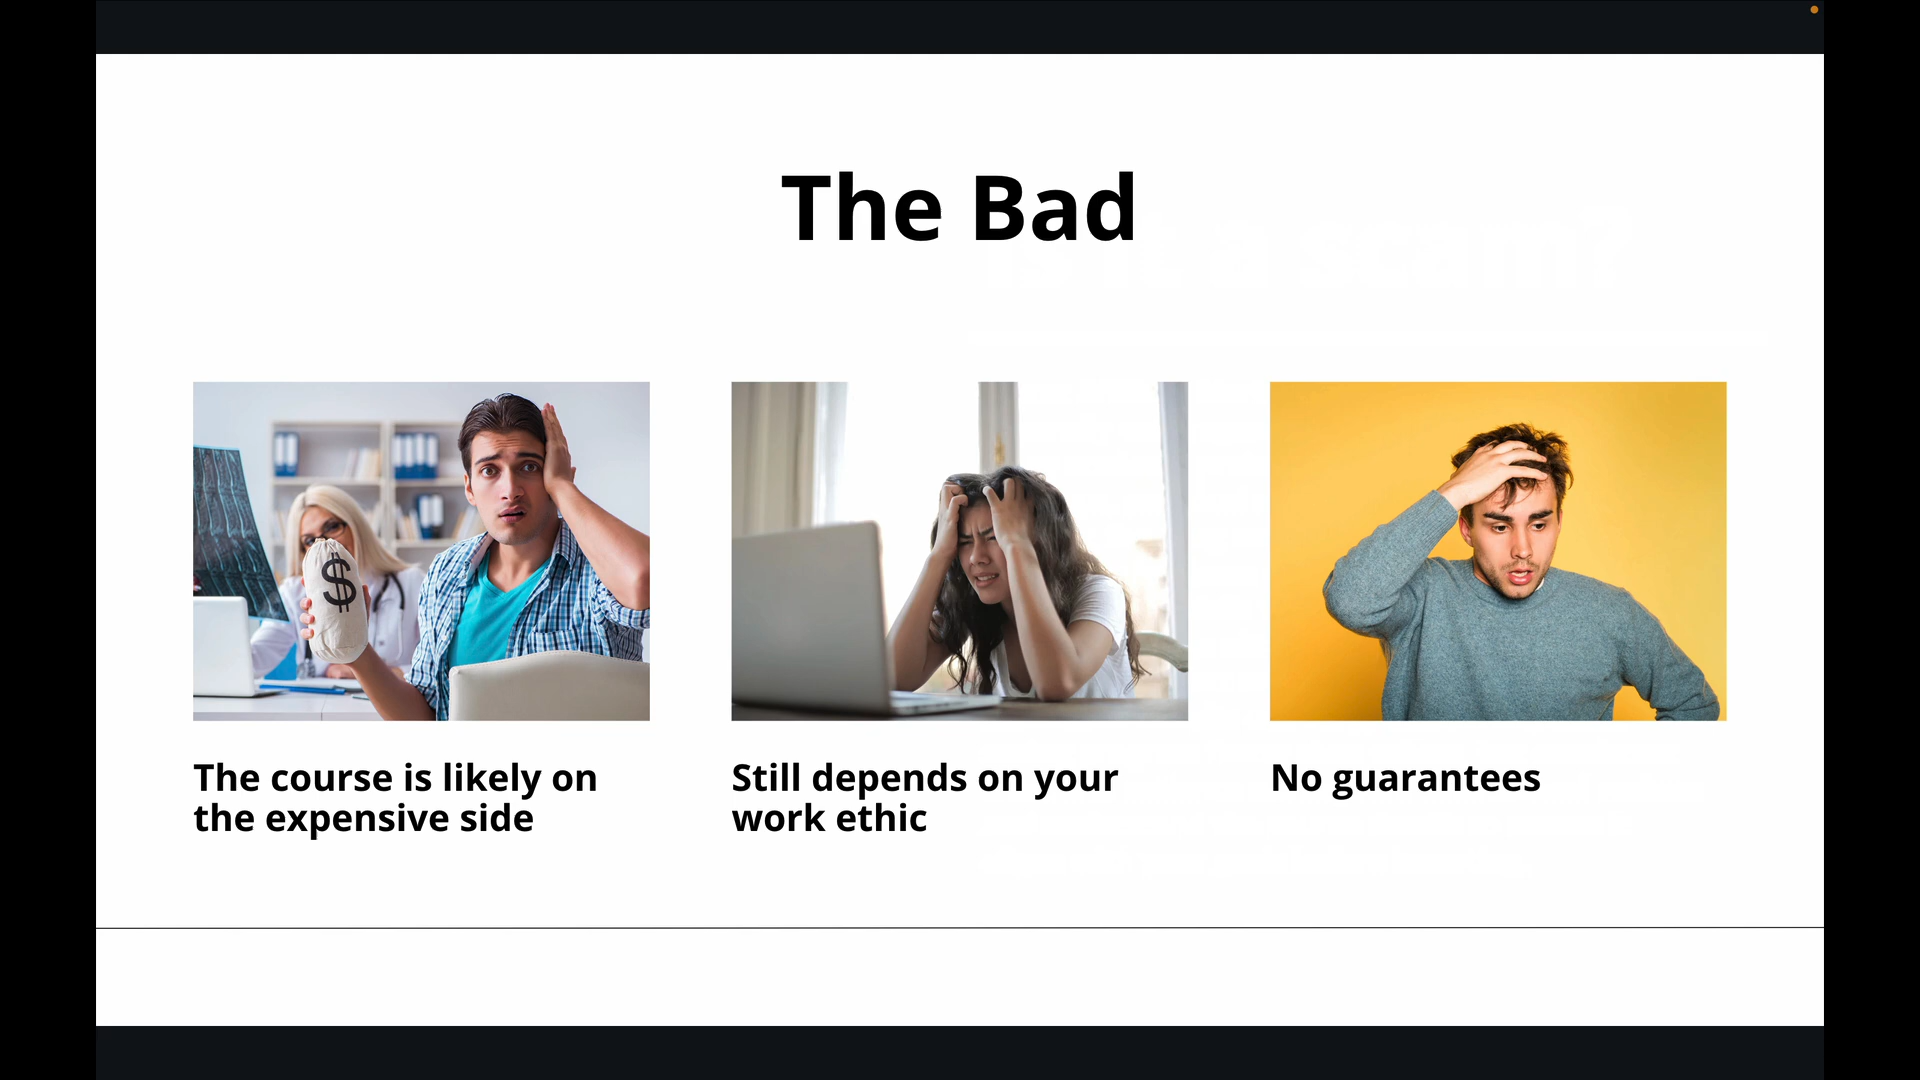 The Bad
$
The course is likely on
the expensive side
Still depends on your
work ethic
No guarantees